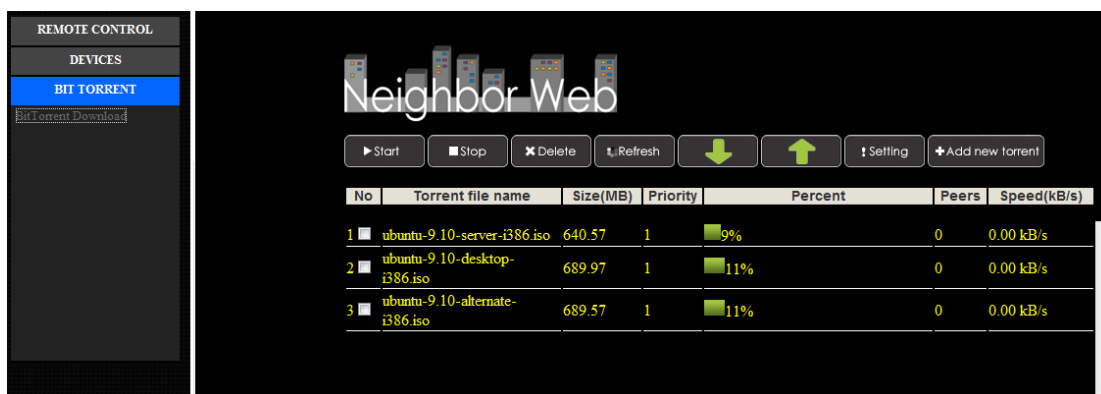 REMOTE CONTROL
DEVICES
BIT TORRENT
BitTorrent Download
Neighbor Web
Start Stop Delete Refresh Setting Add new torrent
No Torrent file name Size(MB) Priority Percent Peers Speed(kB/s)
1 ubuntu-9.10-server-i386.iso 640.57 1 9% 0 0.00 kB/s
2 ubuntu-9.10-desktop-
i386.iso 689.97 1 11% 0 0.00 kB/s
3 ubuntu-9.10-alternate-
i386.iso 689.57 1 11% 0 0.00 kB/s